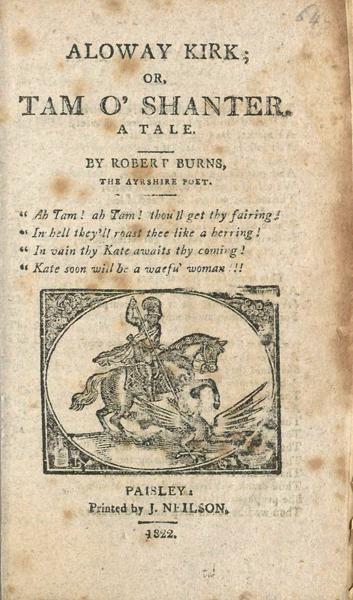 ALOWAY KIRK;
OR,
TAM O' SHANTER.
A TALE.
BY ROBERT BURNS,
THE AYRSHIRE POET.
“ Ah Tam! ah Tam! thou'll get thy fairing!
“ In hell they'll roast thee like a herring!
“ In vain thy Kate awaits thy coming!
“ Kate soon will be a waefu' woman !!!
PAISLEY:
Printed by J. NEILSON,
1822.